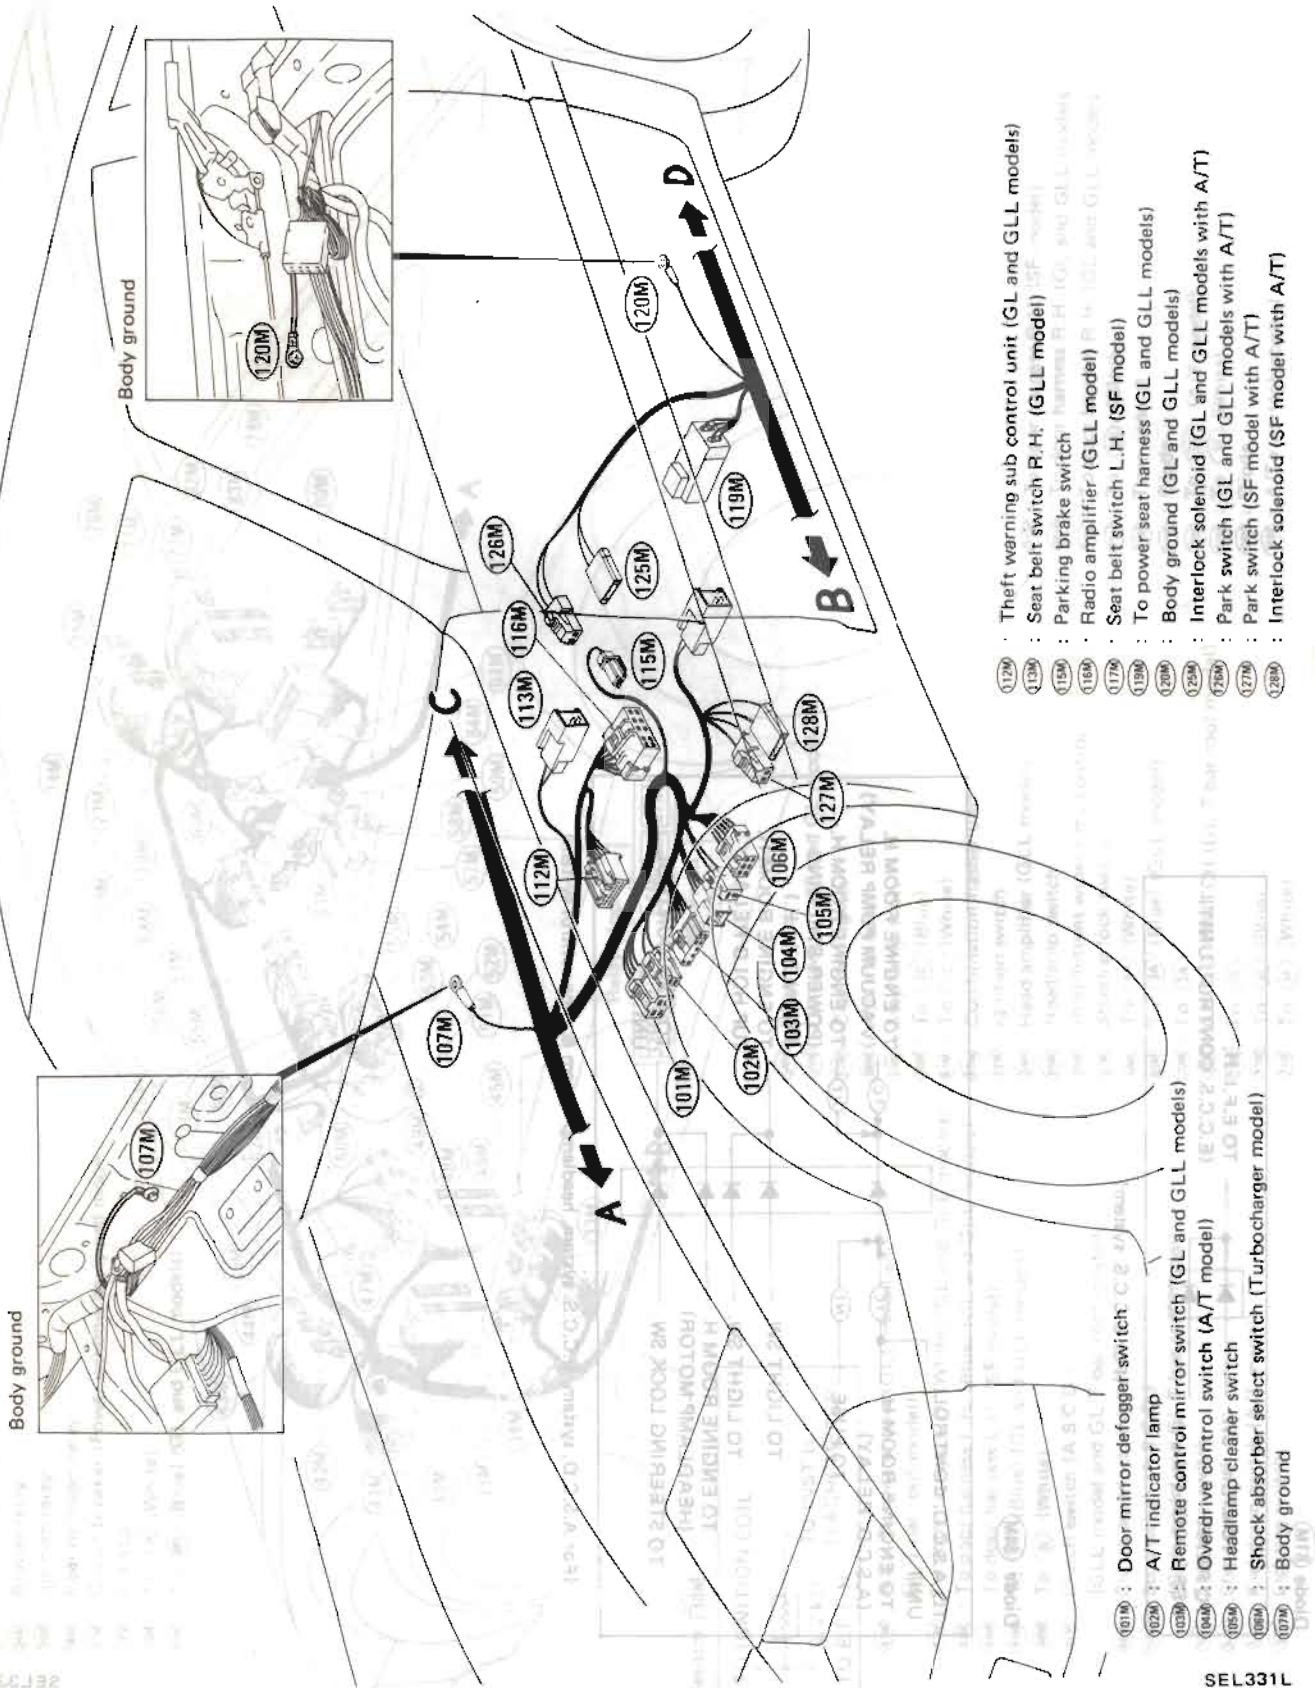 Body ground
107M
Body ground
120M
A
B
C
D
101M
102M
103M
104M
105M
106M
107M
112M
113M
115M
116M
119M
120M
125M
126M
127M
128M
101M : Door mirror defogger switch
102M : A/T indicator lamp
103M : Remote control mirror switch (GL and GLL models)
104M : Overdrive control switch (A/T model)
105M : Headlamp cleaner switch
106M : Shock absorber select switch (Turbocharger model)
107M : Body ground
112M · Theft warning sub control unit (GL and GLL models)
113M : Seat belt switch R.H. (GLL model)
115M : Parking brake switch
116M · Radio amplifier (GLL model)
117M · Seat belt switch L.H. (SF model)
119M : To power seat harness (GL and GLL models)
120M : Body ground (GL and GLL models)
125M : Interlock solenoid (GL and GLL models with A/T)
126M : Park switch (GL and GLL models with A/T)
127M : Park switch (SF model with A/T)
128M : Interlock solenoid (SF model with A/T)
SEL331L